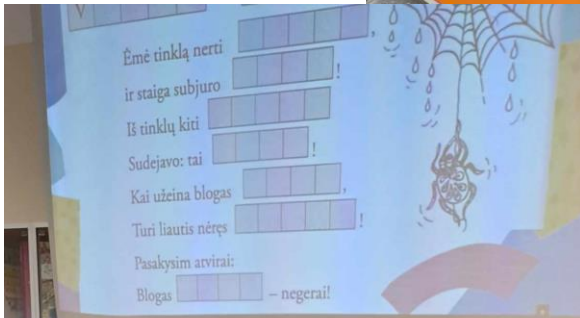 V
Ėmė tinklą nerti ,
ir staiga subjuro !
Iš tinklų kiti
Sudejavo: tai !
Kai užeina blogas ,
Turi liautis nėręs !
Pasakysim atvirai:
Blogas – negerai!